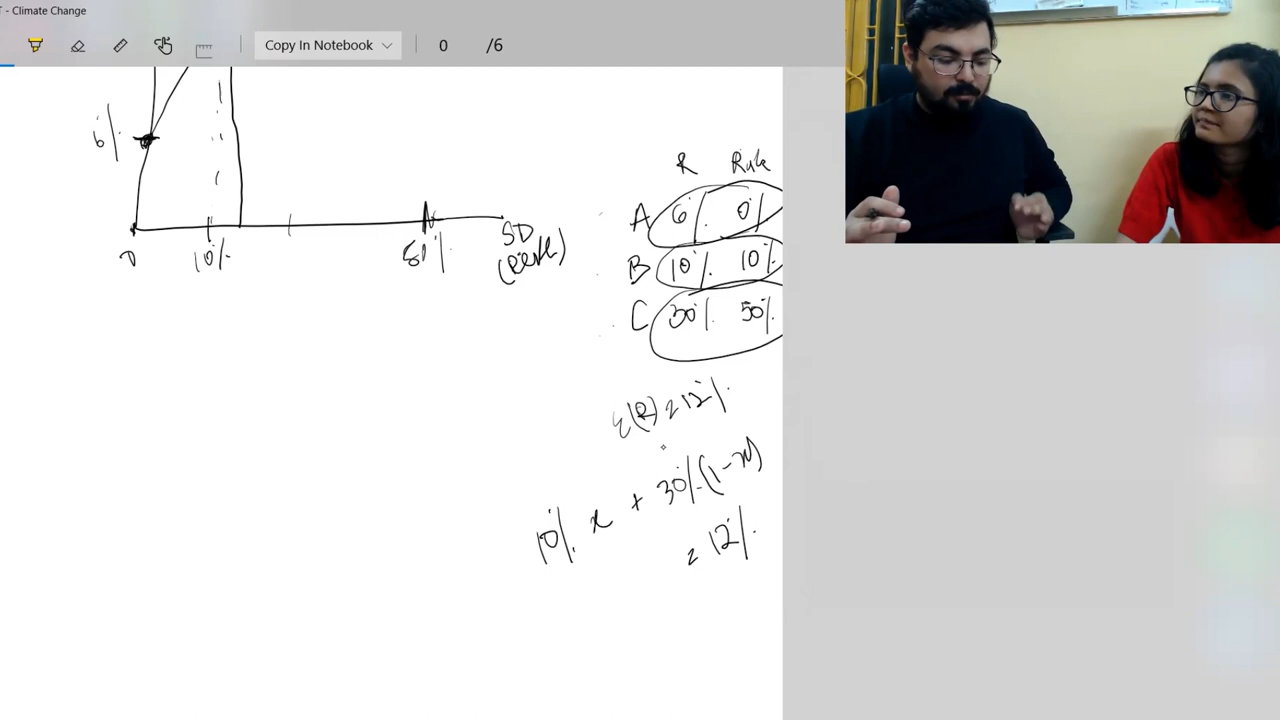 - Climate Change
Copy In Notebook 0 /6
6%
0 10% 50% SD
(Risk)
R Risk
A 6% 0%
B 10% 10%
C 30% 50%
E(R) = 12%
10% x + 30% (1-x)
= 12%